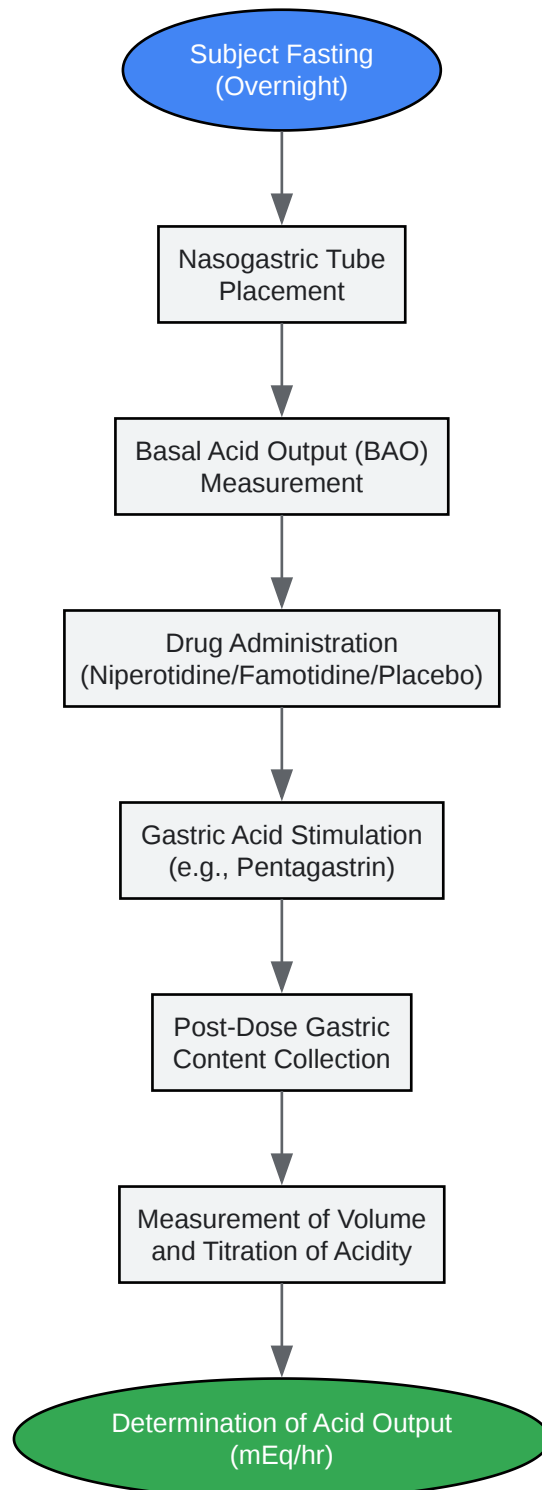 Subject Fasting
(Overnight)
Nasogastric Tube
Placement
Basal Acid Output (BAO)
Measurement
Drug Administration
(Niperotidine/Famotidine/Placebo)
Gastric Acid Stimulation
(e.g., Pentagastrin)
Post-Dose Gastric
Content Collection
Measurement of Volume
and Titration of Acidity
Determination of Acid Output
(mEq/hr)